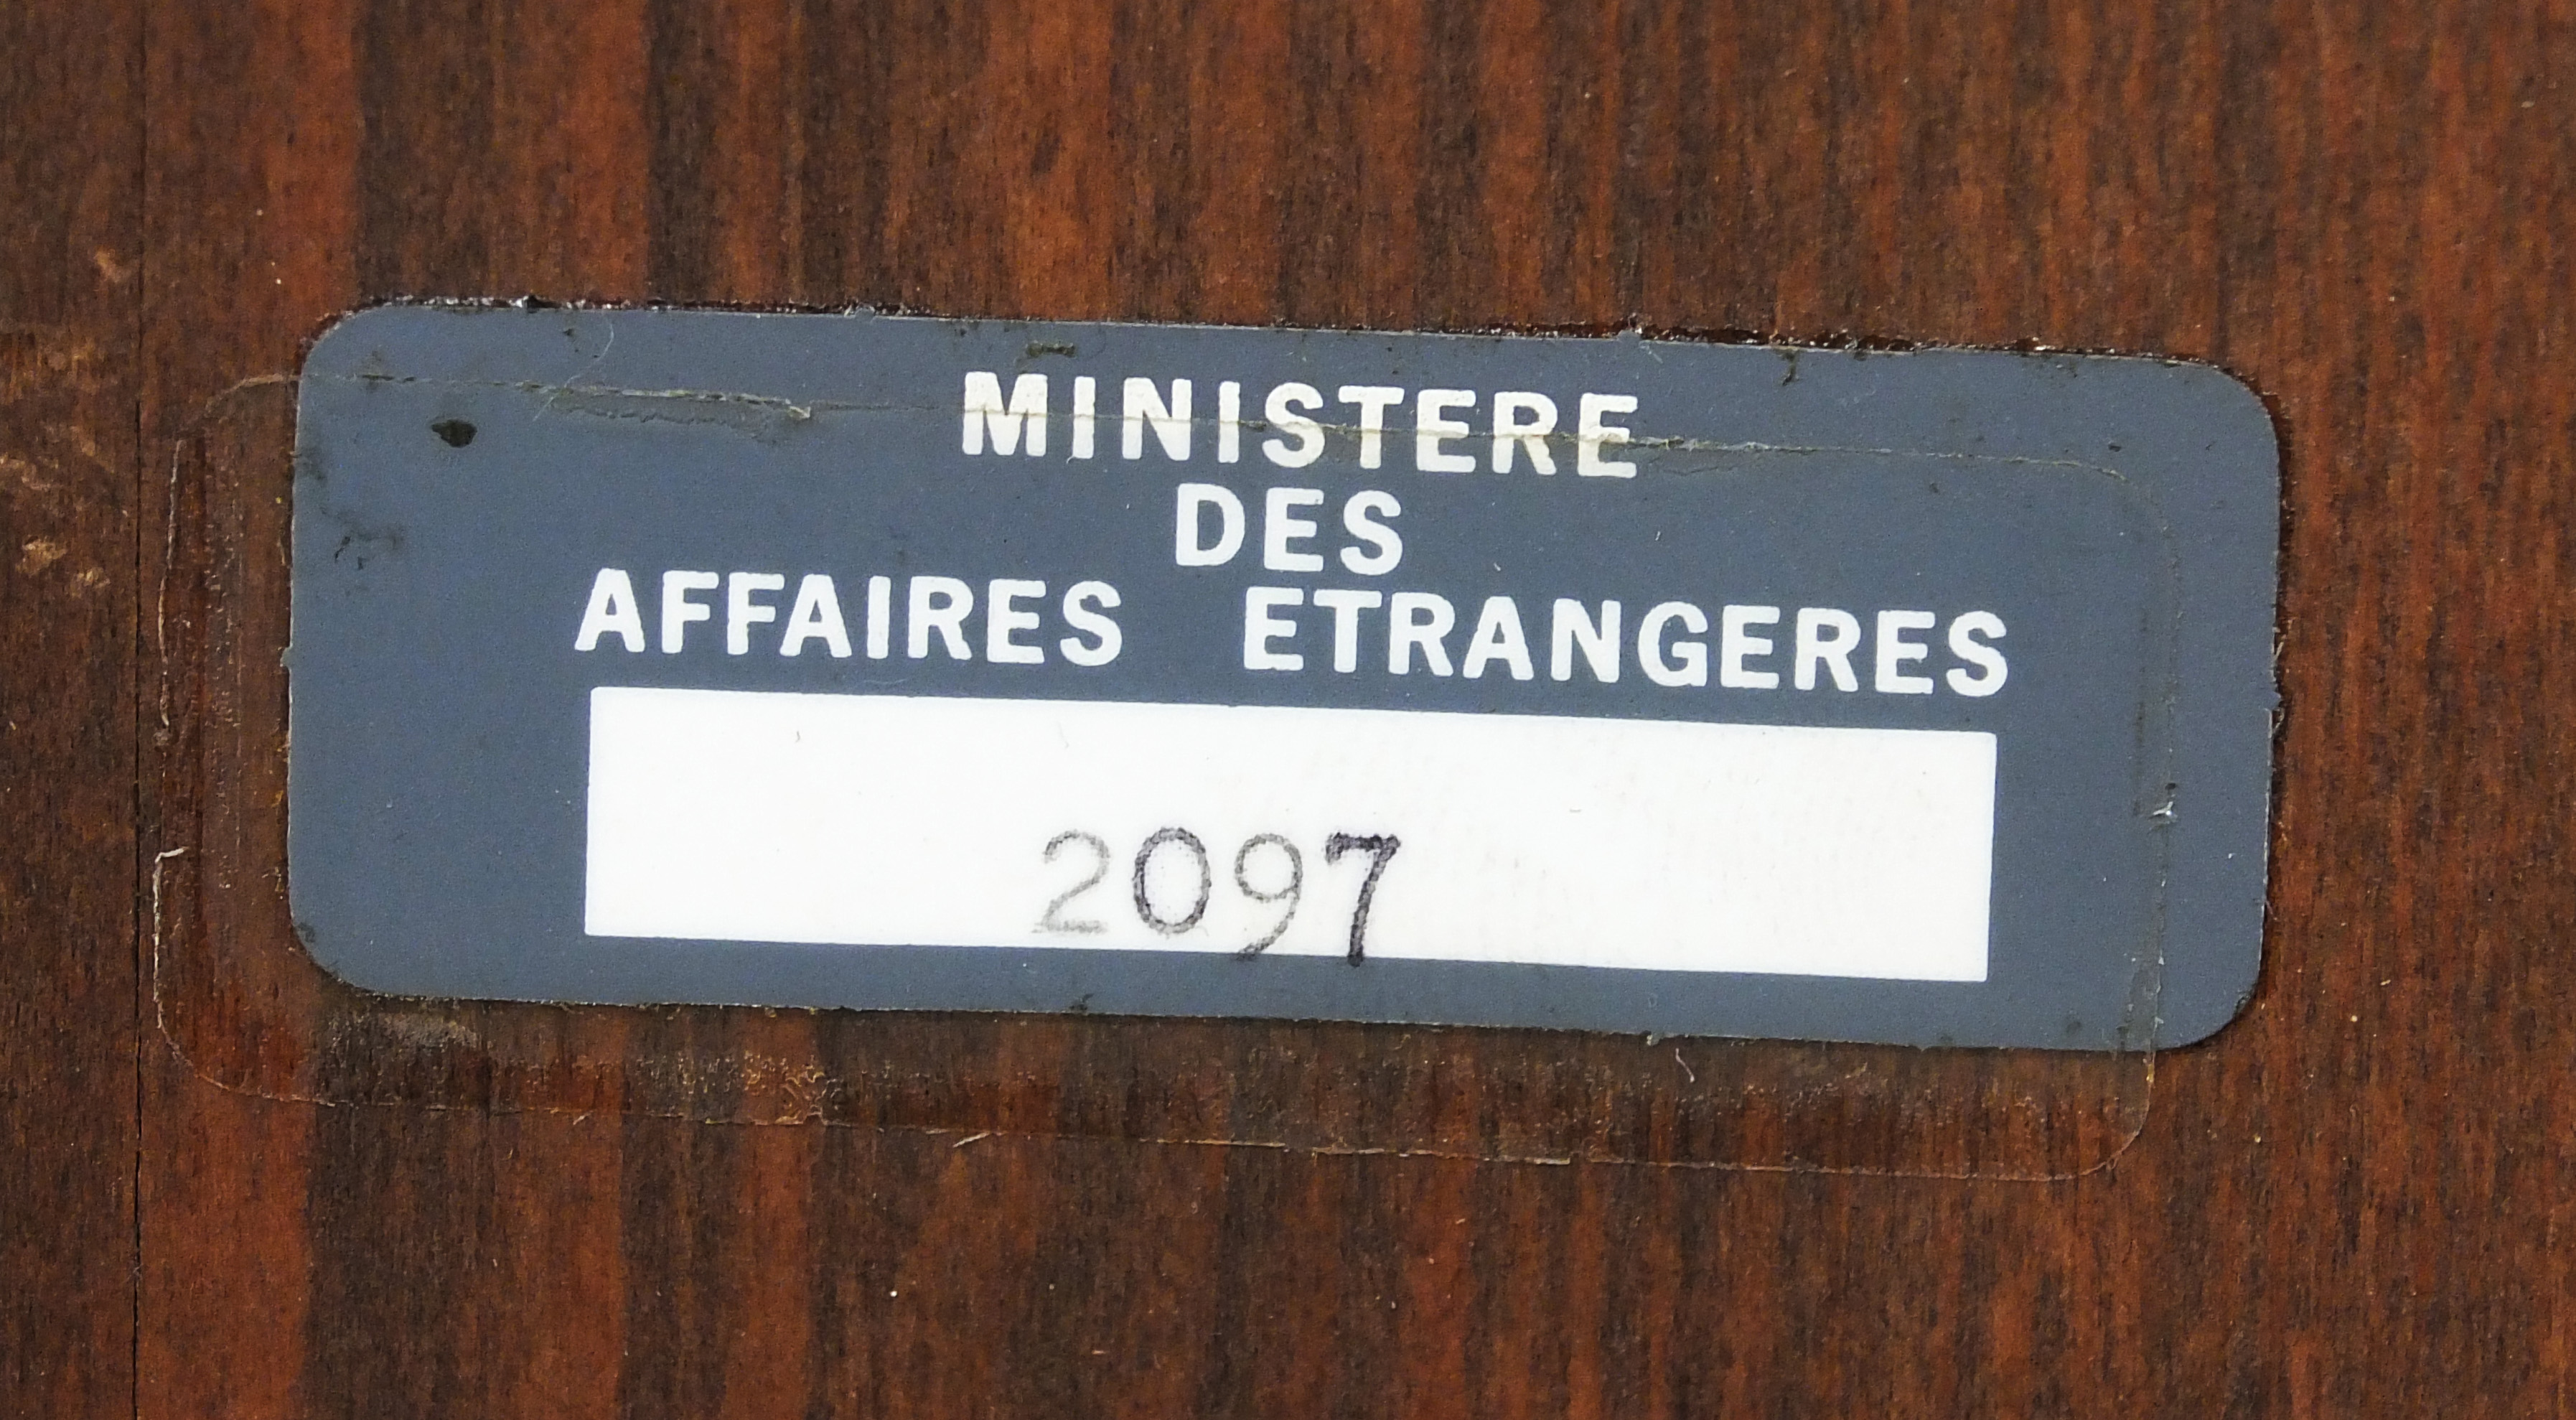 MINISTERE
DES
AFFAIRES ETRANGERES
2097